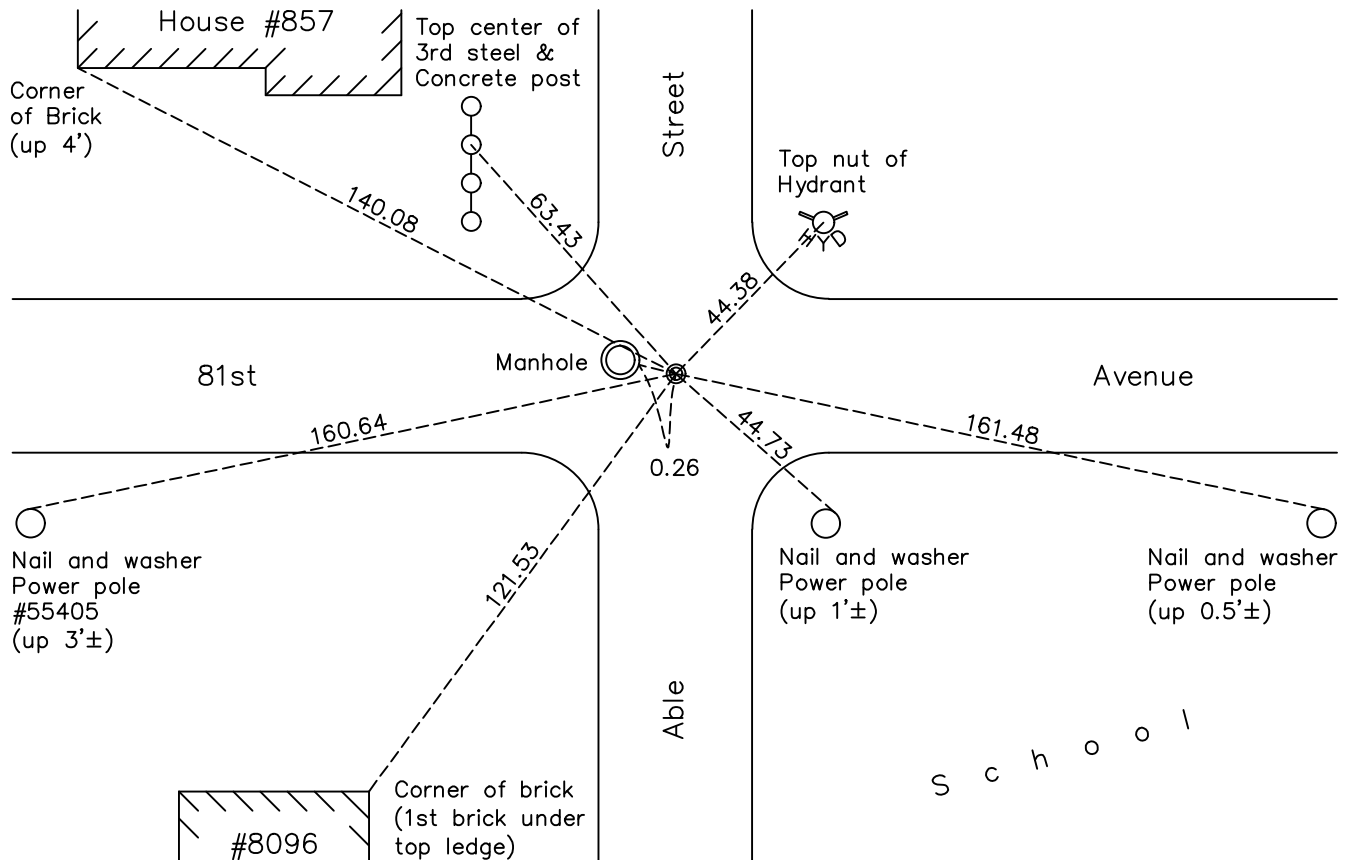 House #857
Top center of
3rd steel &
Concrete post
Corner
of Brick
(up 4')
Street
Top nut of
Hydrant
HYD
140.08
63.43
44.38
Manhole
81st
Avenue
160.64
44.73
161.48
0.26
121.53
Nail and washer
Power pole
#55405
(up 3'±)
Nail and washer
Power pole
(up 1'±)
Nail and washer
Power pole
(up 0.5'±)
Able
School
Corner of brick
(1st brick under
top ledge)
#8096